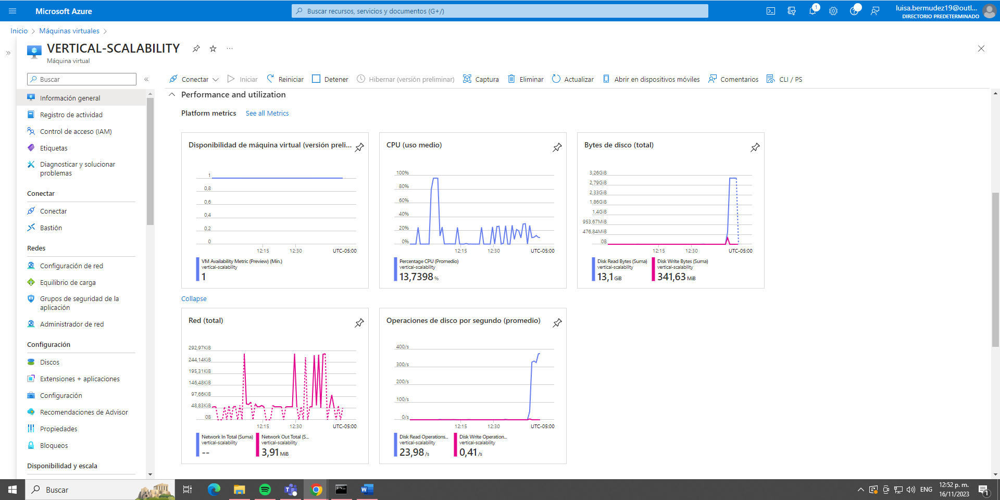 Microsoft Azure
Buscar recursos, servicios y documentos (G+/)
1
luisa.bermudez19@outl...
DIRECTORIO PREDETERMINADO
Inicio
Máquinas virtuales
VERTICAL-SCALABILITY
Máquina virtual
Buscar
Conectar
Iniciar
Reiniciar
Detener
Hibernar (versión preliminar)
Captura
Eliminar
Actualizar
Abrir en dispositivos móviles
Comentarios
CLI / PS
Información general
Registro de actividad
Control de acceso (IAM)
Etiquetas
Diagnosticar y solucionar
problemas
Conectar
Conectar
Bastión
Redes
Configuración de red
Equilibrio de carga
Grupos de seguridad de la
aplicación
Administrador de red
Configuración
Discos
Extensiones + aplicaciones
Configuración
Recomendaciones de Advisor
Propiedades
Bloqueos
Disponibilidad y escala
Performance and utilization
Platform metrics
See all Metrics
Disponibilidad de máquina virtual (versión preli...
1
0,8
0,6
0,4
0,2
0
12:15
12:30
UTC-05:00
VM Availability Metric (Preview) (Mín.)
vertical-scalability
1
CPU (uso medio)
100%
80%
60%
40%
20%
0%
12:15
12:30
UTC-05:00
Percentage CPU (Promedio)
vertical-scalability
13,7398 %
Bytes de disco (total)
3,26GiB
2,79GiB
2,33GiB
1,86GiB
1,4GiB
953,67MiB
476,84MiB
0B
12:15
12:30
UTC-05:00
Disk Read Bytes (Suma)
vertical-scalability
13,1 GiB
Disk Write Bytes (Suma)
vertical-scalability
341,63 MiB
Collapse
Red (total)
292,97KiB
244,14KiB
195,31KiB
146,48KiB
97,66KiB
48,83KiB
0B
12:15
12:30
UTC-05:00
Network In Total (Suma)
vertical-scalability
--
Network Out Total (S...
vertical-scalability
3,91 MiB
Operaciones de disco por segundo (promedio)
400/s
300/s
200/s
100/s
0/s
12:15
12:30
UTC-05:00
Disk Read Operations...
vertical-scalability
23,98 /s
Disk Write Operation...
vertical-scalability
0,41 /s
Buscar
ENG
12:52 p. m.
16/11/2023
1